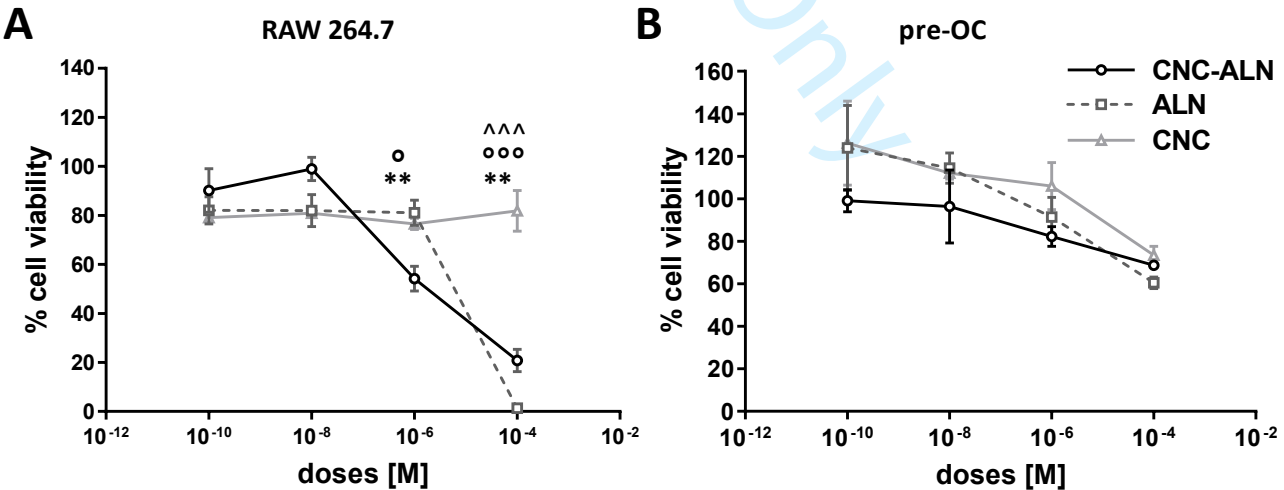 A
RAW 264.7
% cell viability
140
120
100
80
60
40
20
0
10-12
10-10
10-8
10-6
10-4
10-2
doses [M]
^^^
o
ooo
**
**
B
pre-OC
only
% cell viability
160
140
120
100
80
60
40
20
0
10-12
10-10
10-8
10-6
10-4
10-2
doses [M]
CNC-ALN
ALN
CNC